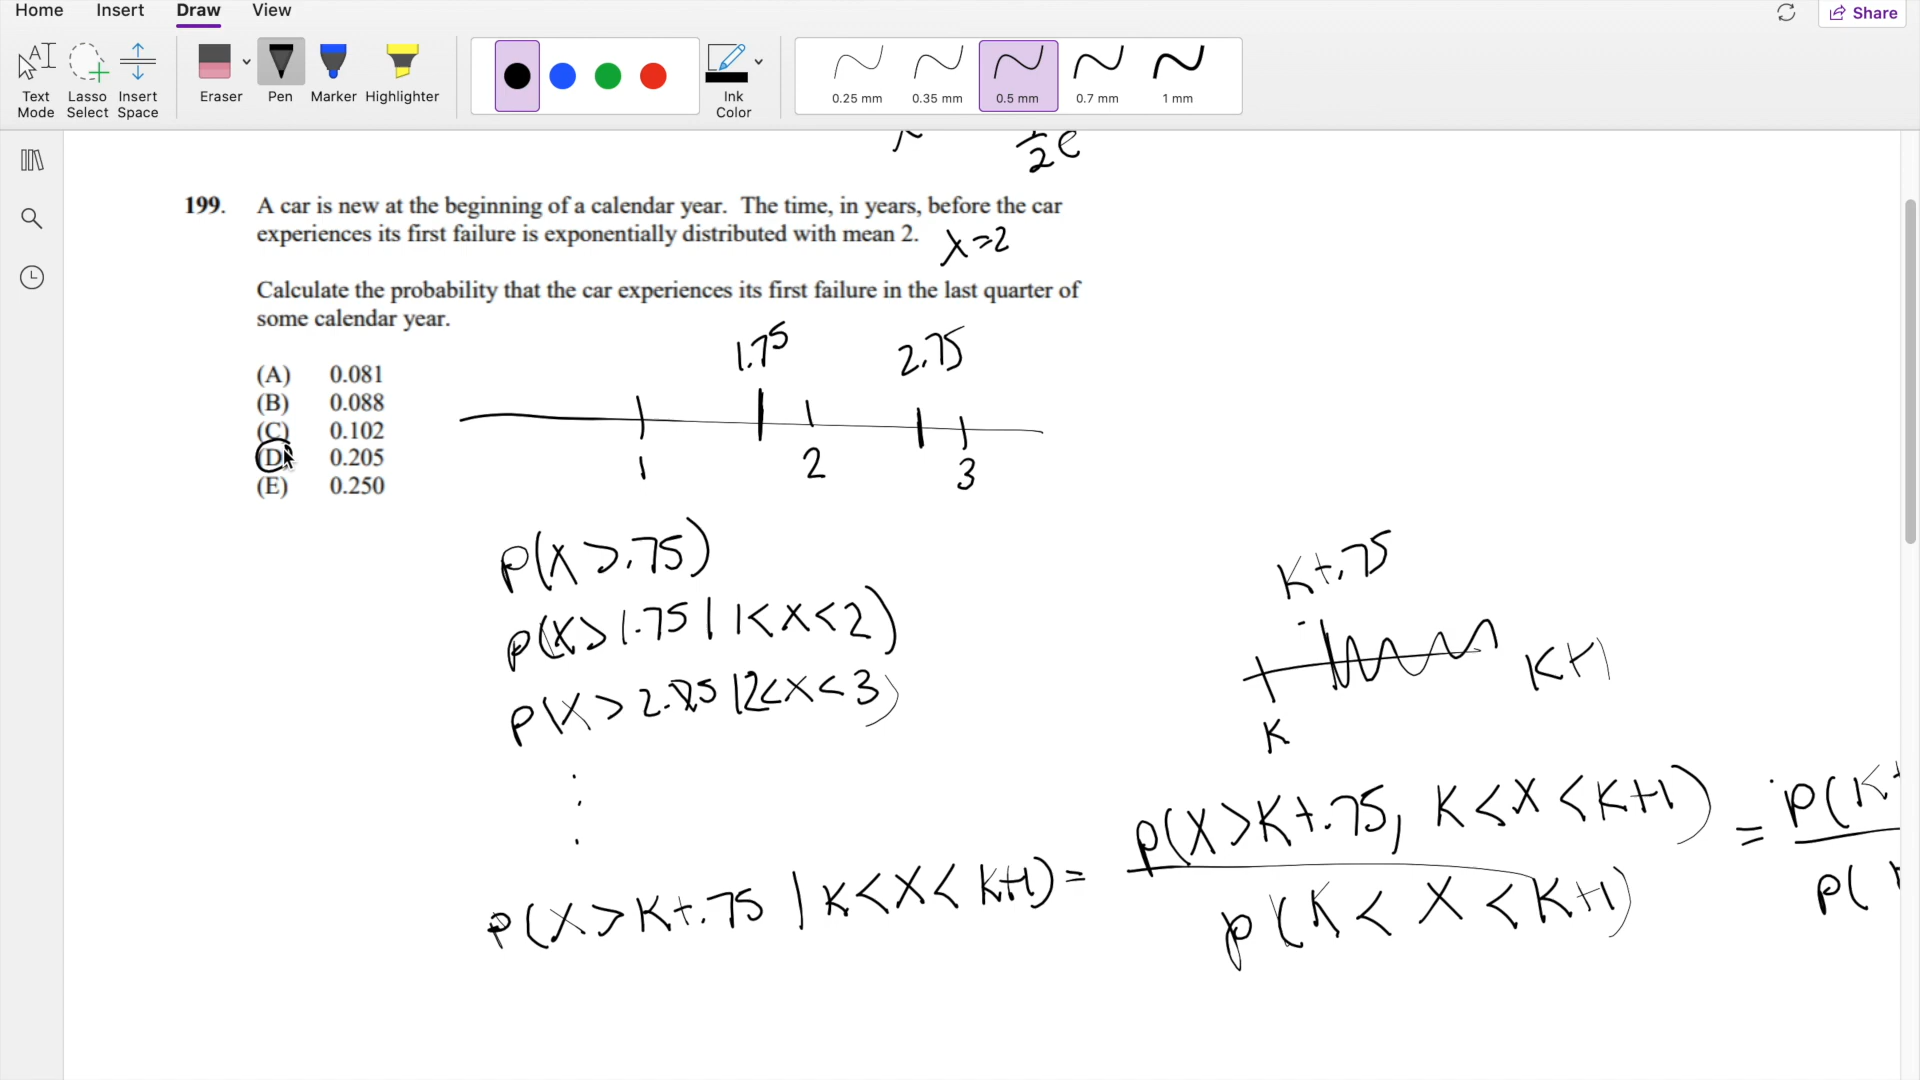 Home Insert Draw View
Share
Text Mode
Lasso Select
Insert Space
Eraser
Pen
Marker
Highlighter
Ink Color
0.25 mm
0.35 mm
0.5 mm
0.7 mm
1 mm
1/2 e
199. A car is new at the beginning of a calendar year. The time, in years, before the car
experiences its first failure is exponentially distributed with mean 2. X=2
Calculate the probability that the car experiences its first failure in the last quarter of
some calendar year.
(A) 0.081
(B) 0.088
(C) 0.102
(D) 0.205
(E) 0.250
1.75 2.75
1 2 3
P(X>.75)
P(X>1.75|1<X<2)
P(X>2.75|2<X<3)
K+.75
K+1
K
P(X>K+.75 | K<X<K+1) = P(X>K+.75, K<X<K+1) = P(K+
P(K<X<K+1) P(